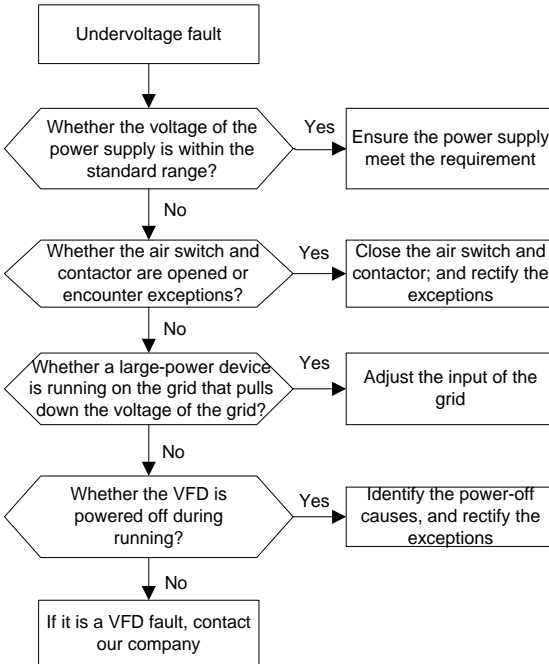 Undervoltage fault
Whether the voltage of the
power supply is within the
standard range?
Yes
Ensure the power supply
meet the requirement
No
Whether the air switch and
contactor are opened or
encounter exceptions?
Yes
Close the air switch and
contactor; and rectify the
exceptions
No
Whether a large-power device
is running on the grid that pulls
down the voltage of the grid?
Yes
Adjust the input of the
grid
No
Whether the VFD is
powered off during
running?
Yes
Identify the power-off
causes, and rectify the
exceptions
No
If it is a VFD fault, contact
our company